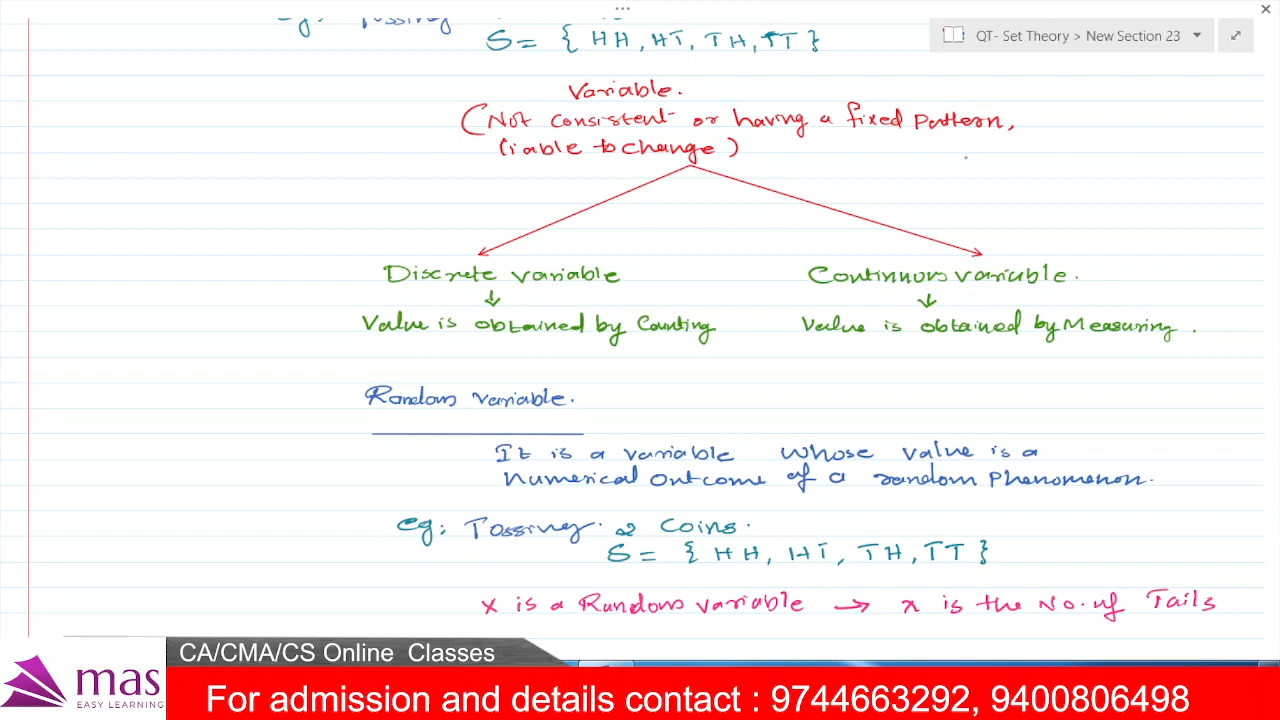 eg: Tossing
S = { HH, HT, TH, TT }
QT- Set Theory > New Section 23
Variable.
(Not consistent or having a fixed pattern,
liable to change)
Discrete variable
Continuous variable.
Value is obtained by Counting
Value is obtained by Measuring.
Random variable.
It is a variable whose value is a
Numerical Outcome of a random Phenomenon.
eg: Tossing 2 Coins.
S = { HH, HT, TH, TT }
x is a Random variable → x is the No. of Tails
CA/CMA/CS Online Classes
mas
EASY LEARNING
For admission and details contact : 9744663292, 9400806498